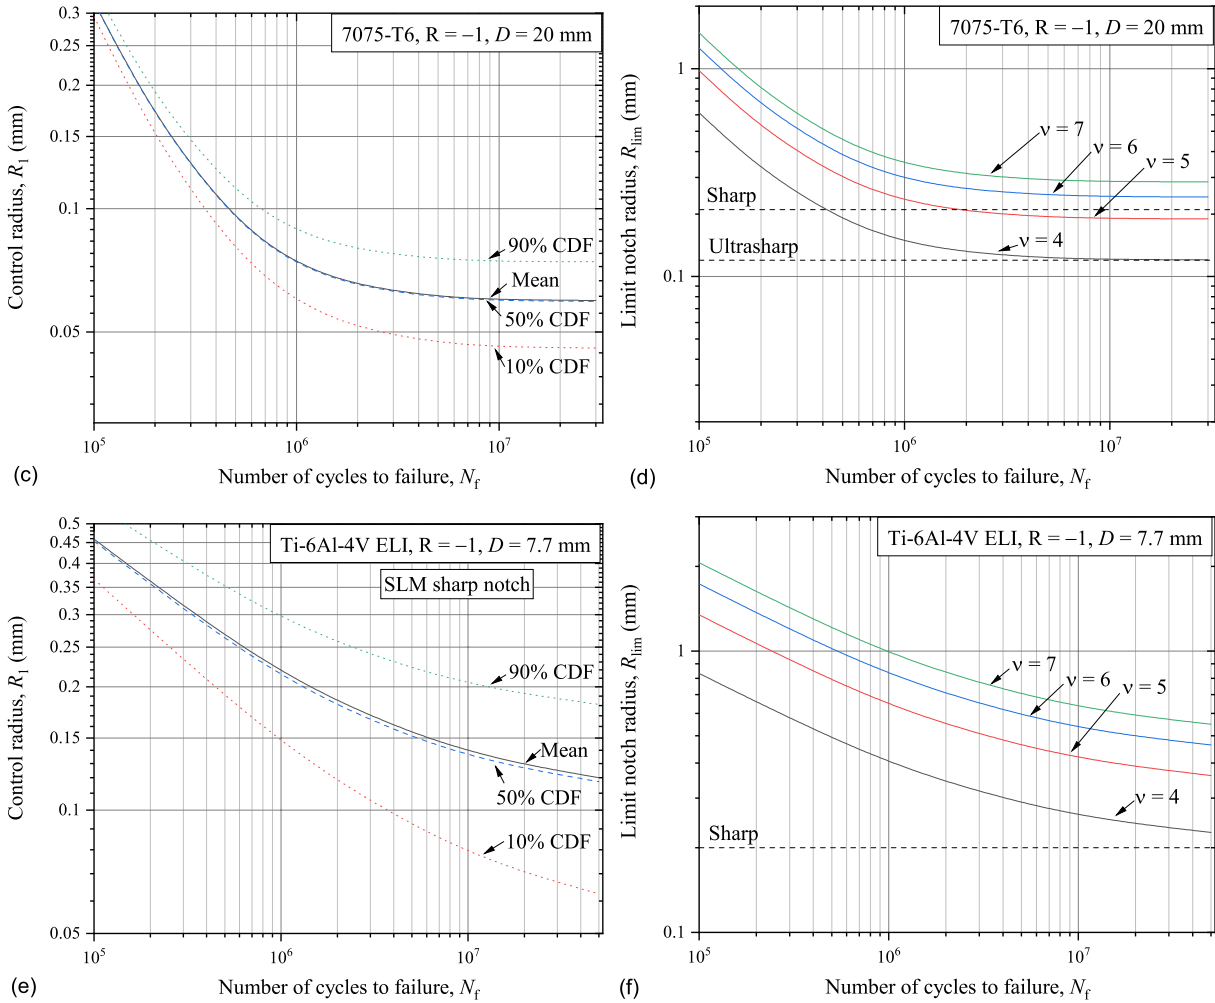 7075-T6, R = −1, D = 20 mm
Control radius, R1 (mm)
0.3
0.25
0.2
0.15
0.1
0.05
90% CDF
Mean
50% CDF
10% CDF
10^5
10^6
10^7
Number of cycles to failure, Nf
(c)
7075-T6, R = −1, D = 20 mm
Limit notch radius, Rlim (mm)
1
0.1
ν = 7
ν = 6
ν = 5
Sharp
Ultrasharp
ν = 4
10^5
10^6
10^7
Number of cycles to failure, Nf
(d)
Ti-6Al-4V ELI, R = −1, D = 7.7 mm
SLM sharp notch
Control radius, R1 (mm)
0.5
0.45
0.4
0.35
0.3
0.25
0.2
0.15
0.1
0.05
90% CDF
Mean
50% CDF
10% CDF
10^5
10^6
10^7
Number of cycles to failure, Nf
(e)
Ti-6Al-4V ELI, R = −1, D = 7.7 mm
Limit notch radius, Rlim (mm)
1
0.1
ν = 7
ν = 6
ν = 5
ν = 4
Sharp
10^5
10^6
10^7
Number of cycles to failure, Nf
(f)